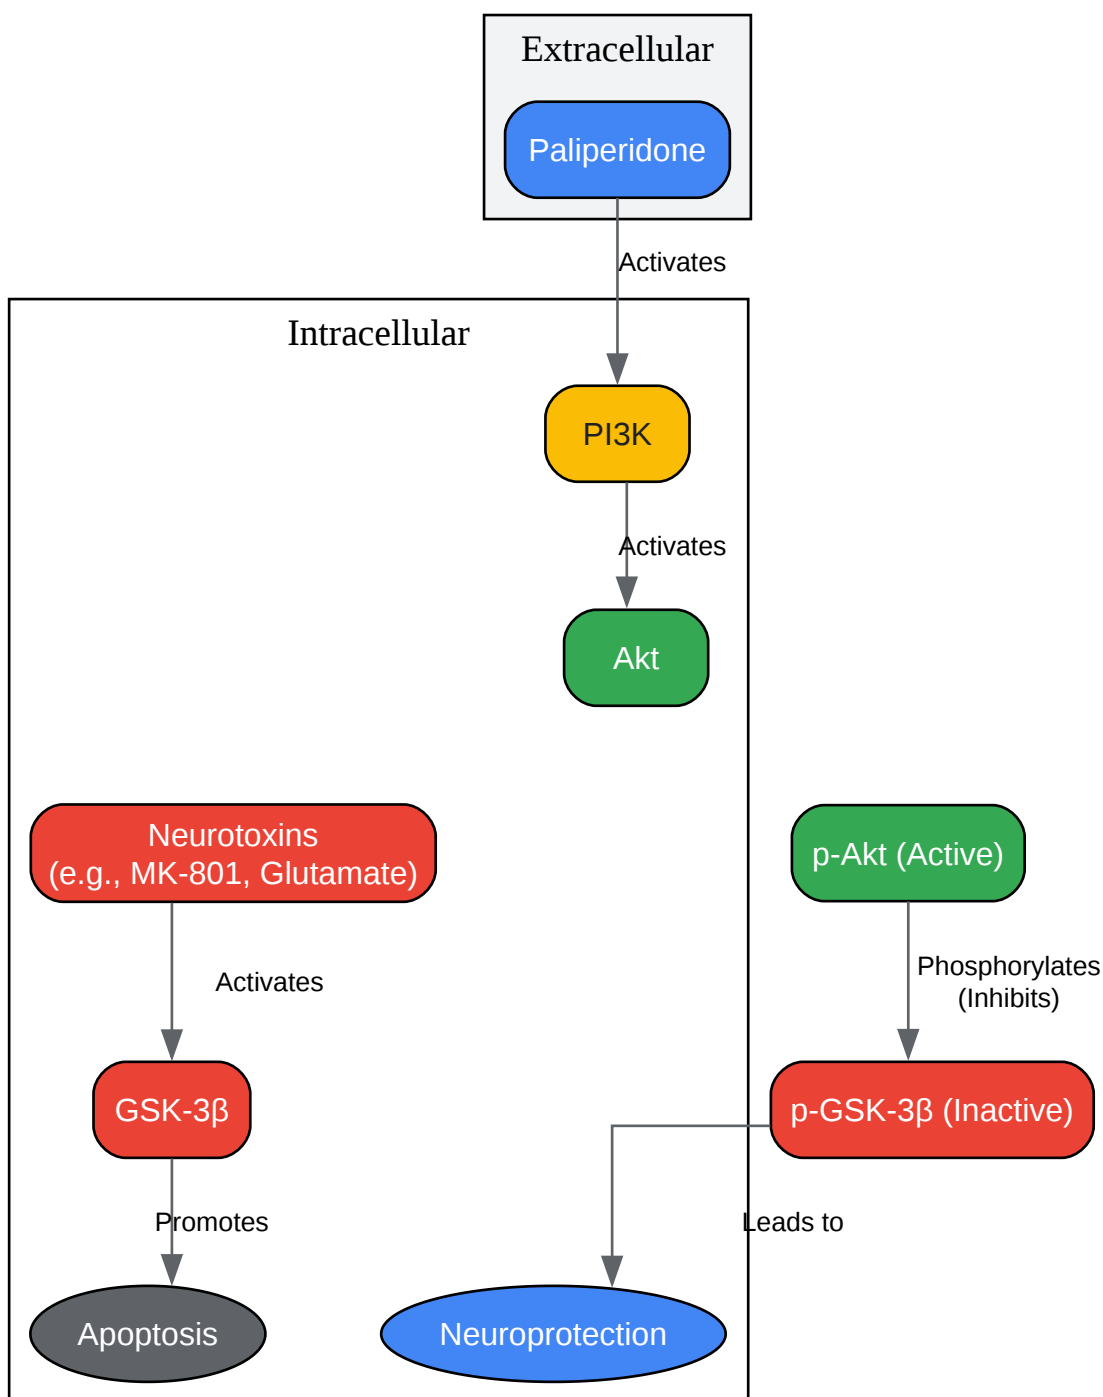 Extracellular
Paliperidone
Activates
Intracellular
PI3K
Activates
Akt
Neurotoxins
(e.g., MK-801, Glutamate)
p-Akt (Active)
Activates
Phosphorylates
(Inhibits)
GSK-3β
p-GSK-3β (Inactive)
Promotes
Leads to
Apoptosis
Neuroprotection